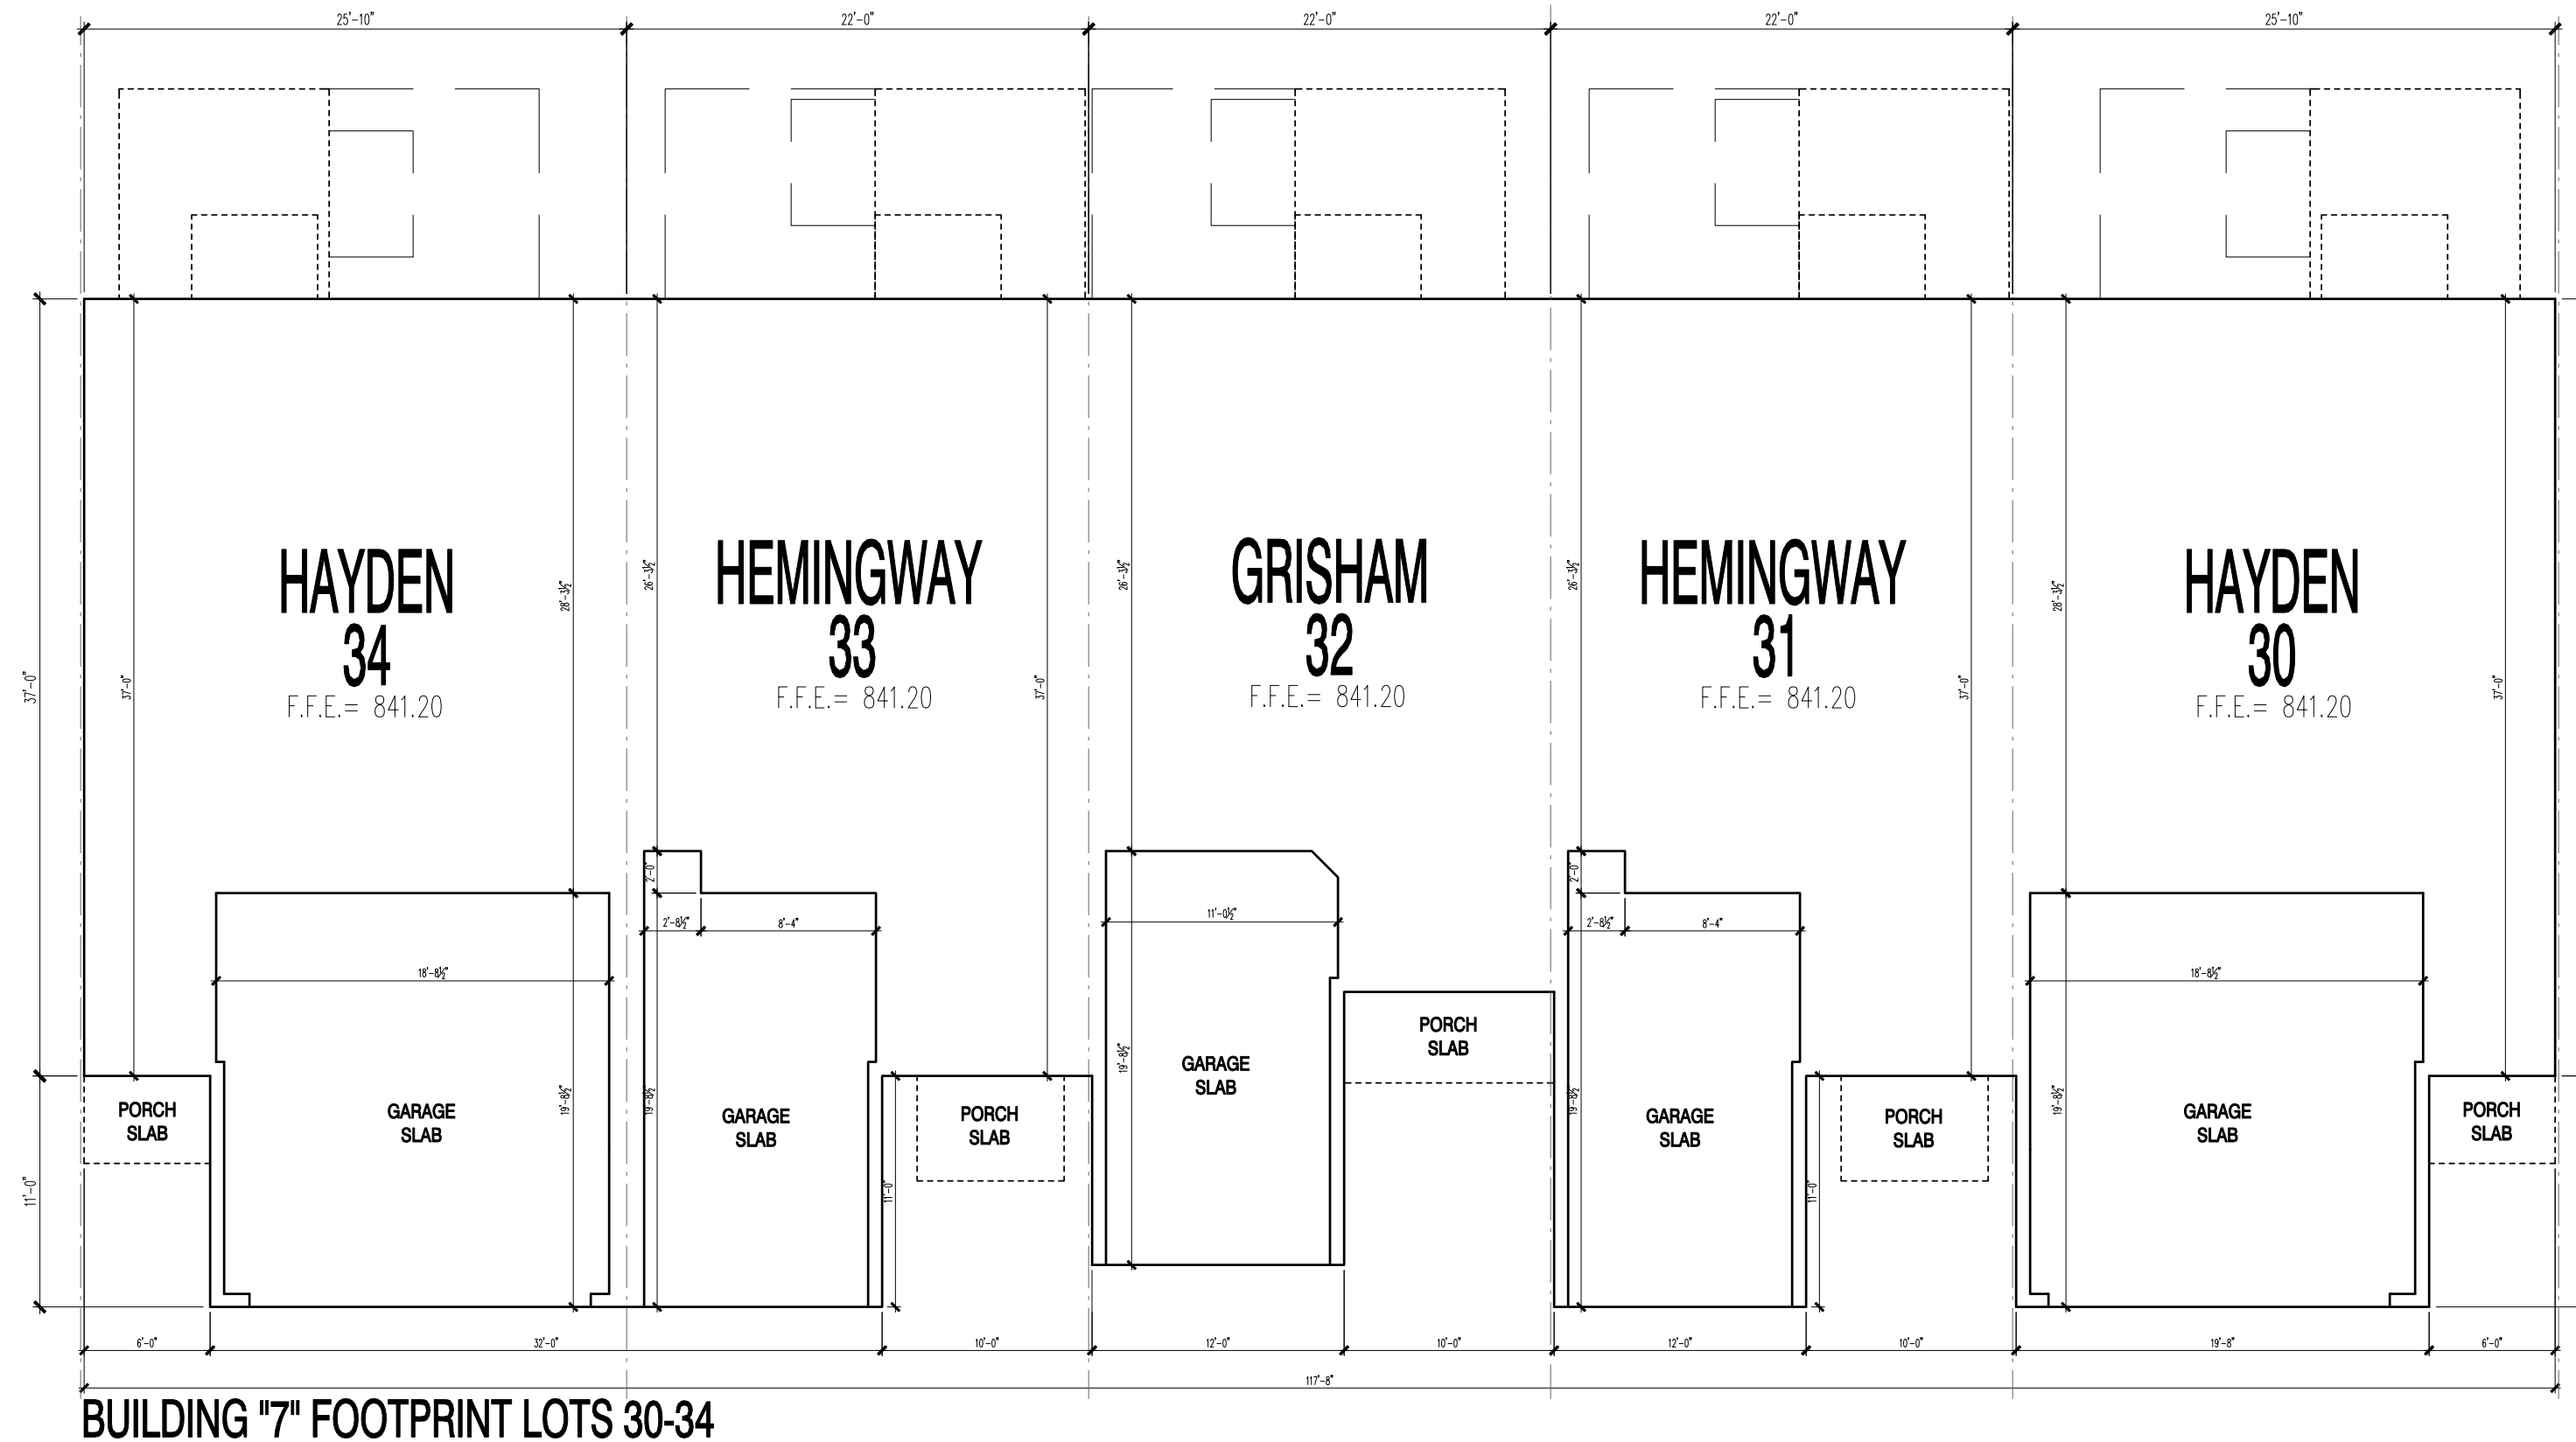 25'-10" 22'-0" 22'-0" 22'-0" 25'-10"
HAYDEN
34
F.F.E.= 841.20
HEMINGWAY
33
F.F.E.= 841.20
GRISHAM
32
F.F.E.= 841.20
HEMINGWAY
31
F.F.E.= 841.20
HAYDEN
30
F.F.E.= 841.20
37'-0"
37'-0"
28'-3½"
26'-3½"
37'-0"
26'-3½"
26'-3½"
37'-0"
28'-3½"
37'-0"
2'-0"
2'-0"
2'-8½" 8'-4"
11'-0½"
2'-8½" 8'-4"
18'-8½"
18'-8½"
11'-0"
PORCH
SLAB
GARAGE
SLAB
19'-8½"
19'-8½"
GARAGE
SLAB
11'-0"
PORCH
SLAB
19'-8½"
GARAGE
SLAB
PORCH
SLAB
19'-8½"
GARAGE
SLAB
11'-0"
PORCH
SLAB
19'-8½"
GARAGE
SLAB
PORCH
SLAB
6'-0" 32'-0" 10'-0" 12'-0" 10'-0" 12'-0" 10'-0" 19'-8" 6'-0"
117'-8"
BUILDING "7" FOOTPRINT LOTS 30-34